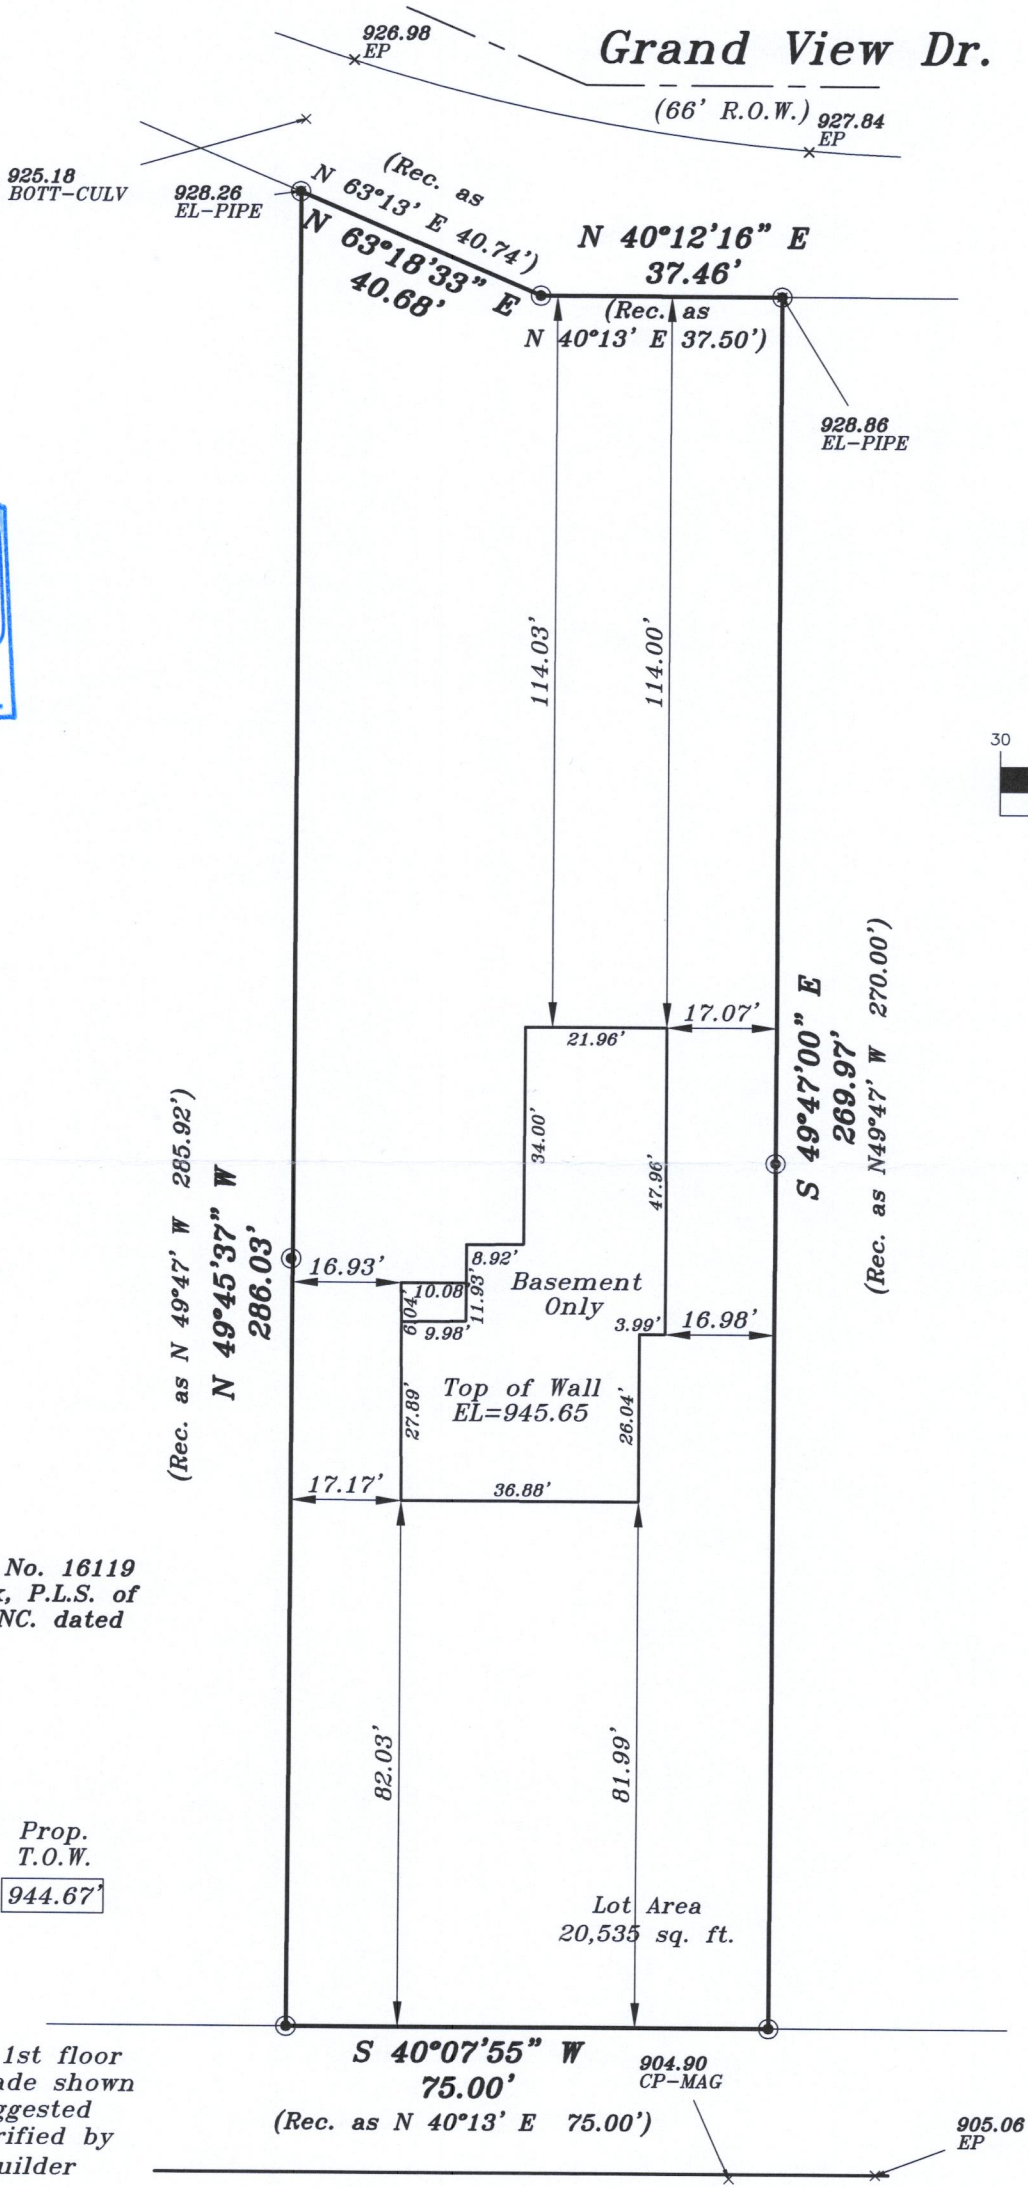 Grand View Dr.
(66' R.O.W.)
926.98
EP
927.84
EP
925.18
BOTT-CULV
928.26
EL-PIPE
(Rec. as
N 63°13' E 40.74')
N 63°18'33" E
40.68'
N 40°12'16" E
37.46'
(Rec. as
N 40°13' E 37.50')
928.86
EL-PIPE
114.03'
114.00'
30
17.07'
21.96'
34.00'
47.96'
S 49°47'00" E
269.97'
(Rec. as N49°47' W 270.00')
(Rec. as N 49°47' W 285.92')
N 49°45'37" W
286.03'
16.93'
8.92'
10.08'
11.93'
6.04'
9.98'
Basement
Only
3.99'
16.98'
Top of Wall
EL=945.65
27.89'
26.04'
17.17'
36.88'
No. 16119
, P.L.S. of
NC. dated
82.03'
81.99'
Prop.
T.O.W.
944.67'
Lot Area
20,535 sq. ft.
1st floor
ade shown
ggested
rified by
uilder
S 40°07'55" W
75.00'
(Rec. as N 40°13' E 75.00')
904.90
CP-MAG
905.06
EP